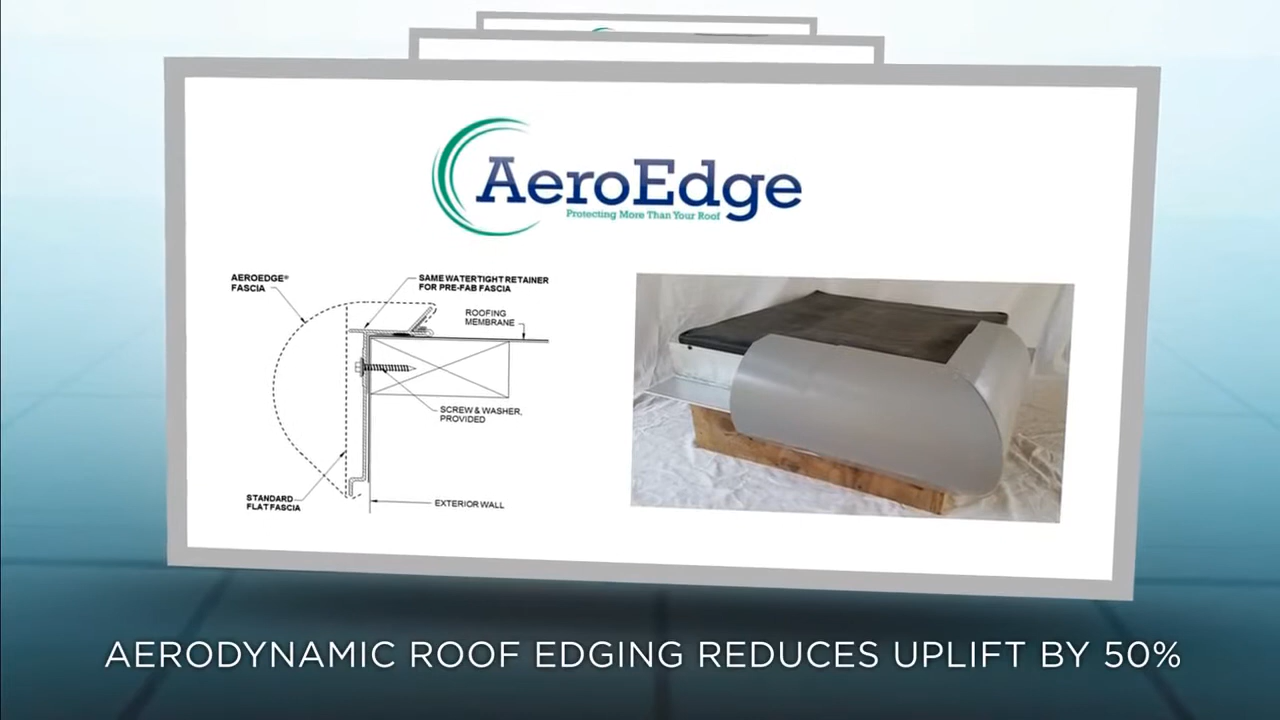 AeroEdge
Protecting More Than Your Roof
AEROEDGE®
FASCIA
SAME WATERTIGHT RETAINER
FOR PRE-FAB FASCIA
ROOFING
MEMBRANE
SCREW & WASHER,
PROVIDED
STANDARD
FLAT FASCIA
EXTERIOR WALL
AERODYNAMIC ROOF EDGING REDUCES UPLIFT BY 50%